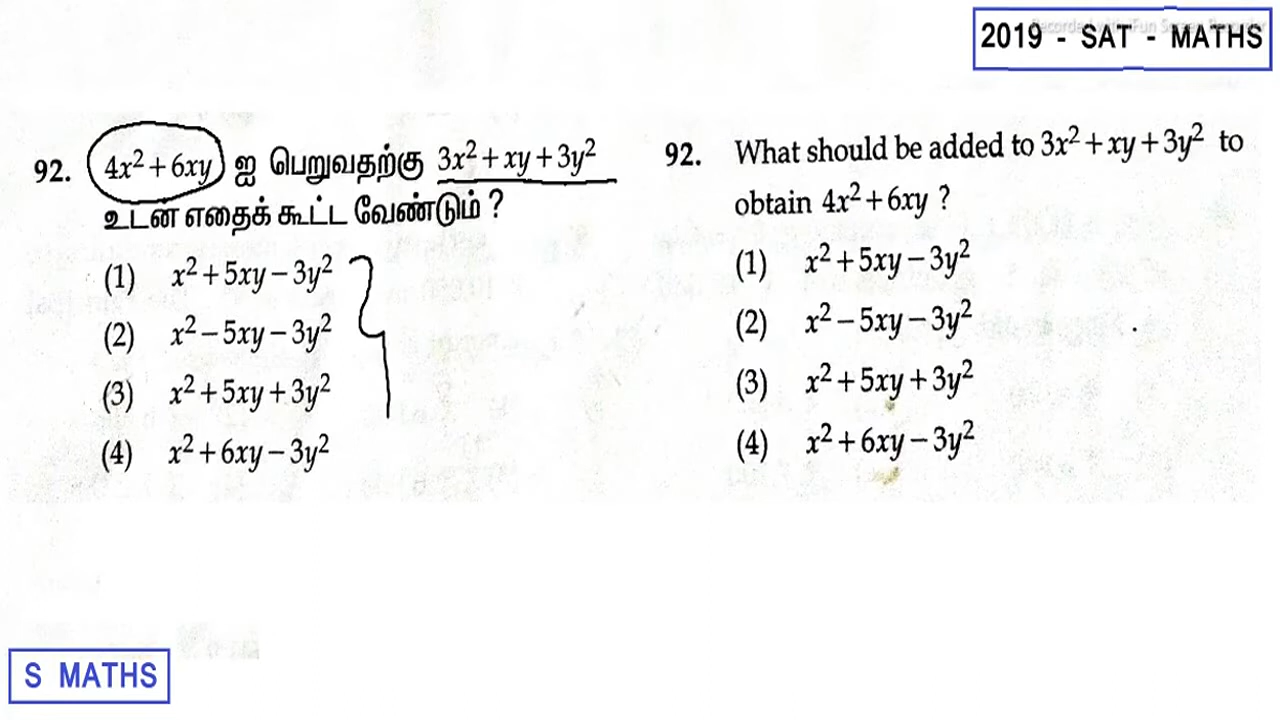 2019 - SAT - MATHS
92. 4x²+6xy ஐ பெறுவதற்கு 3x²+xy+3y²
உடன் எதைக் கூட்ட வேண்டும் ?
(1) x²+5xy−3y²
(2) x²−5xy−3y²
(3) x²+5xy+3y²
(4) x²+6xy−3y²
92. What should be added to 3x²+xy+3y² to
obtain 4x²+6xy ?
(1) x²+5xy−3y²
(2) x²−5xy−3y²
(3) x²+5xy+3y²
(4) x²+6xy−3y²
S MATHS